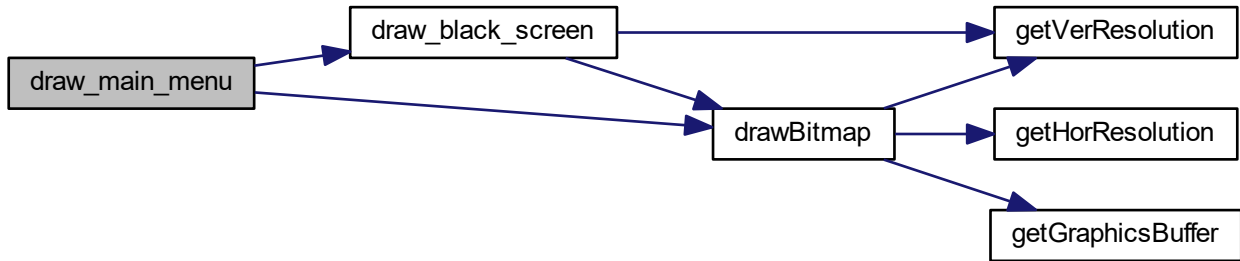 draw_main_menu
draw_black_screen
drawBitmap
getVerResolution
getHorResolution
getGraphicsBuffer